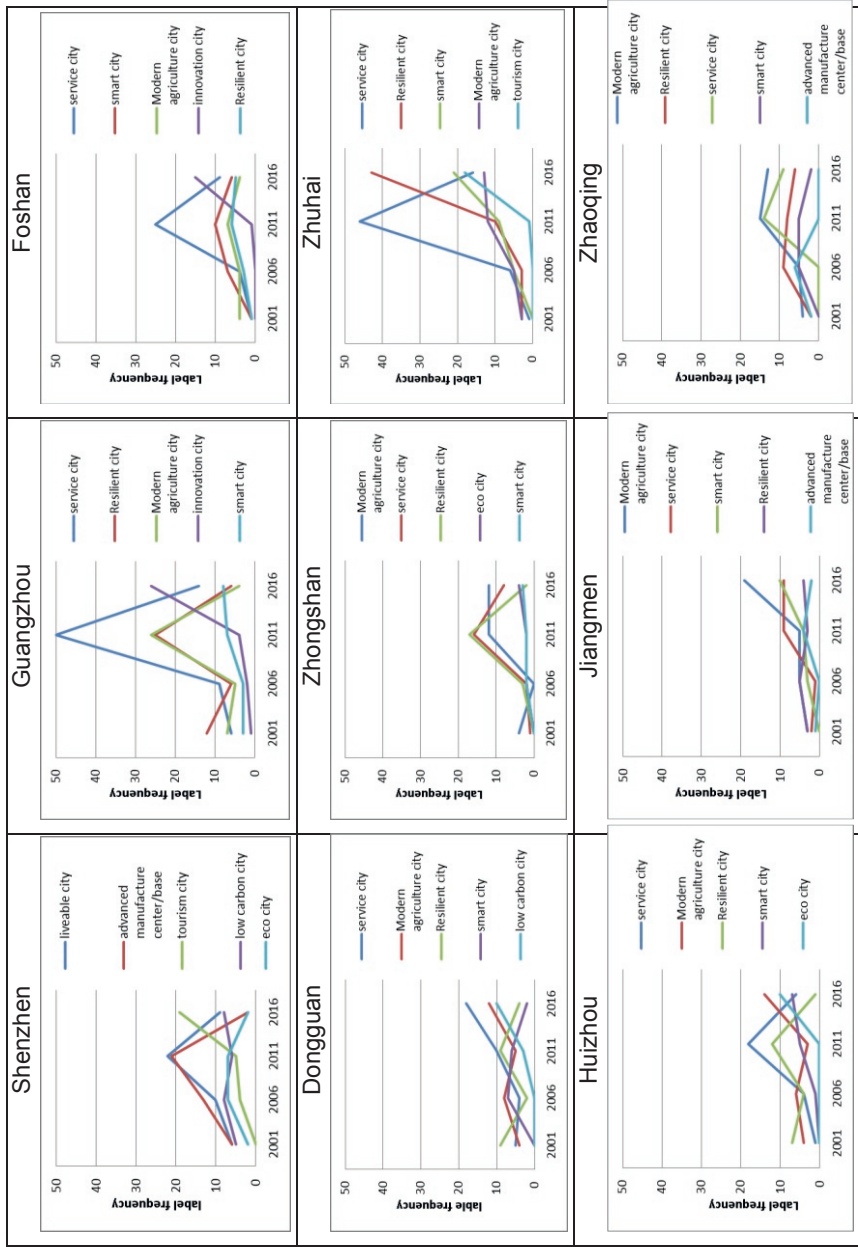 Shenzhen
label frequency
50
40
30
20
10
0
2001 2006 2011 2016
liveable city
advanced
manufacture
center/base
tourism city
low carbon city
eco city
Guangzhou
Label frequency
50
40
30
20
10
0
2001 2006 2011 2016
service city
Resilient city
Modern
agriculture city
innovation city
smart city
Foshan
Label frequency
50
40
30
20
10
0
2001 2006 2011 2016
service city
smart city
Modern
agriculture city
innovation city
Resilient city
Dongguan
lable frequency
50
40
30
20
10
0
2001 2006 2011 2016
service city
Modern
agriculture city
Resilient city
smart city
low carbon city
Zhongshan
Label frequency
50
40
30
20
10
0
2001 2006 2011 2016
Modern
agriculture city
service city
Resilient city
eco city
smart city
Zhuhai
Label frequency
50
40
30
20
10
0
2001 2006 2011 2016
service city
Resilient city
smart city
Modern
agriculture city
tourism city
Huizhou
Label frequency
50
40
30
20
10
0
2001 2006 2011 2016
service city
Modern
agriculture city
Resilient city
smart city
eco city
Jiangmen
Label frequency
50
40
30
20
10
0
2001 2006 2011 2016
Modern
agriculture city
service city
smart city
Resilient city
advanced
manufacture
center/base
Zhaoqing
Label frequency
50
40
30
20
10
0
2001 2006 2011 2016
Modern
agriculture city
Resilient city
service city
smart city
advanced
manufacture
center/base